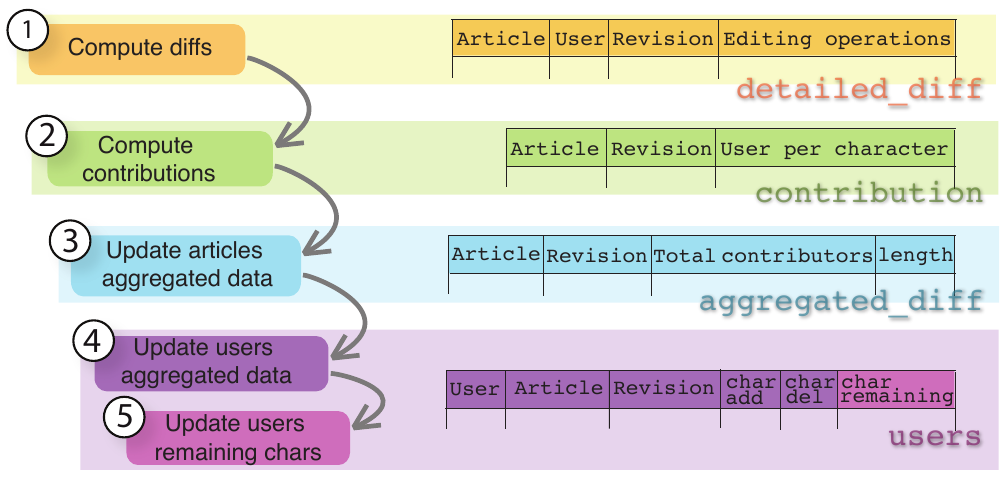 1
Compute diffs
Article User Revision Editing operations
detailed_diff
2
Compute
contributions
Article Revision User per character
contribution
3
Update articles
aggregated data
Article Revision Total contributors length
aggregated_diff
4
Update users
aggregated data
5
Update users
remaining chars
User Article Revision char add char del char remaining
users